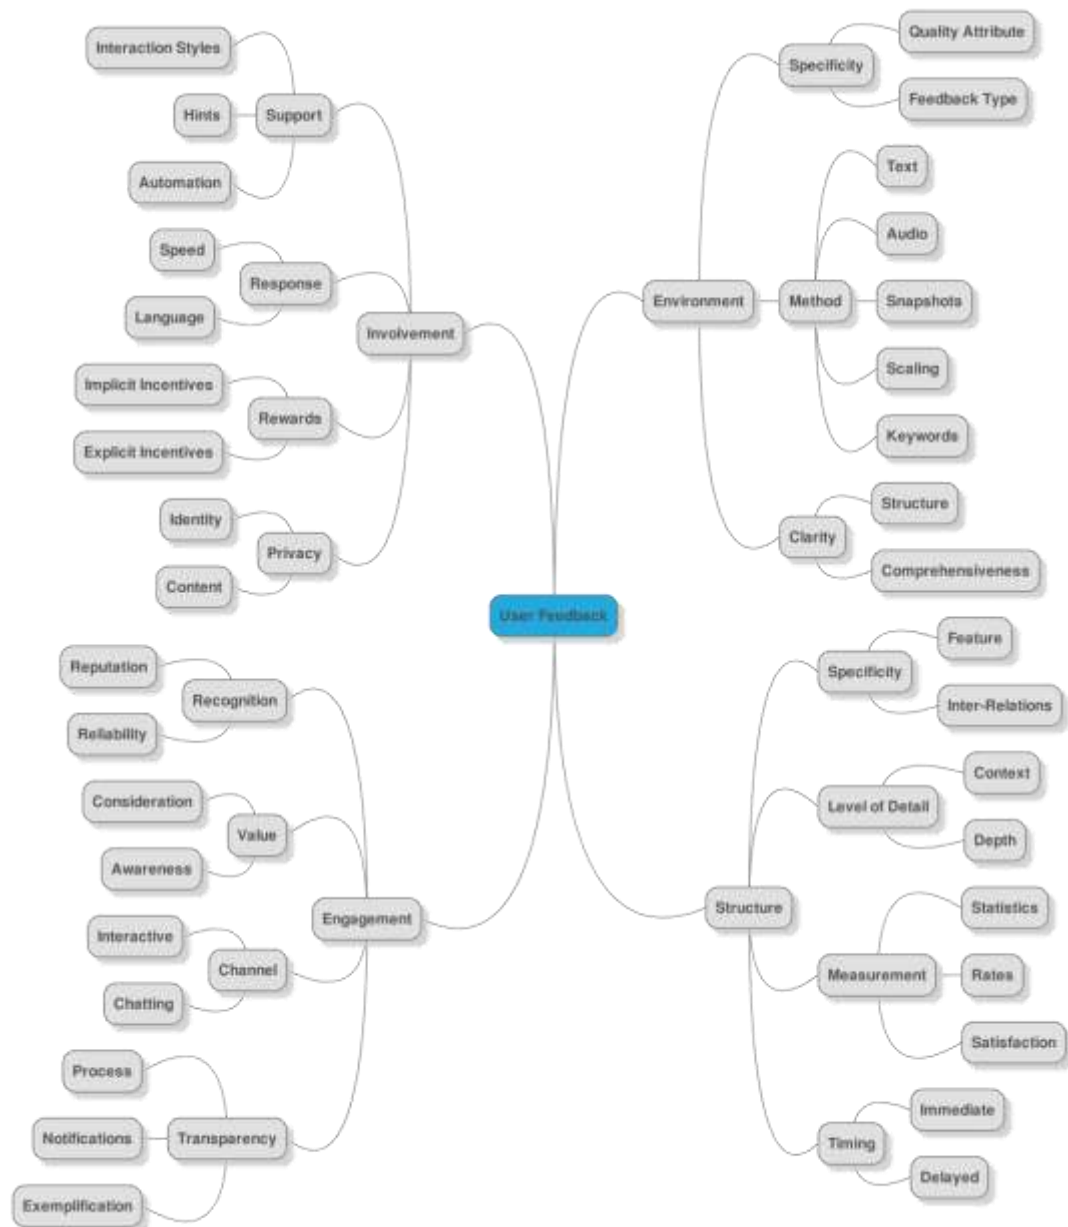 Interaction Styles
Hints
Support
Automation
Speed
Response
Language
Involvement
Implicit Incentives
Rewards
Explicit Incentives
Identity
Privacy
Content
Quality Attribute
Specificity
Feedback Type
Text
Audio
Environment
Method
Snapshots
Scaling
Keywords
Structure
Clarity
Comprehensiveness
User Feedback
Reputation
Recognition
Reliability
Consideration
Value
Awareness
Engagement
Interactive
Channel
Chatting
Process
Notifications
Transparency
Exemplification
Feature
Specificity
Inter-Relations
Context
Level of Detail
Depth
Structure
Statistics
Measurement
Rates
Satisfaction
Immediate
Timing
Delayed